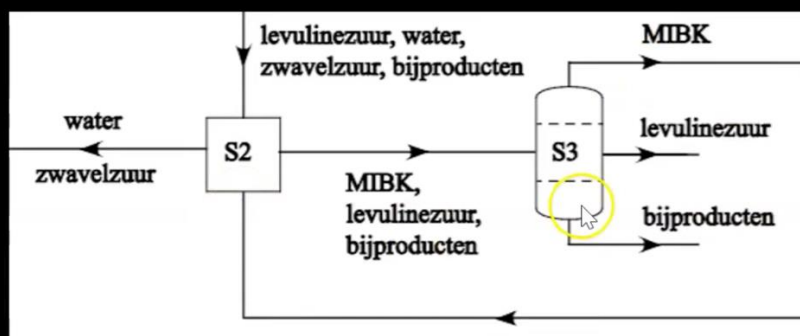 levulinezuur, water,
zwavelzuur, bijproducten
MIBK
water
S2
S3
levulinezuur
zwavelzuur
MIBK,
levulinezuur,
bijproducten
bijproducten